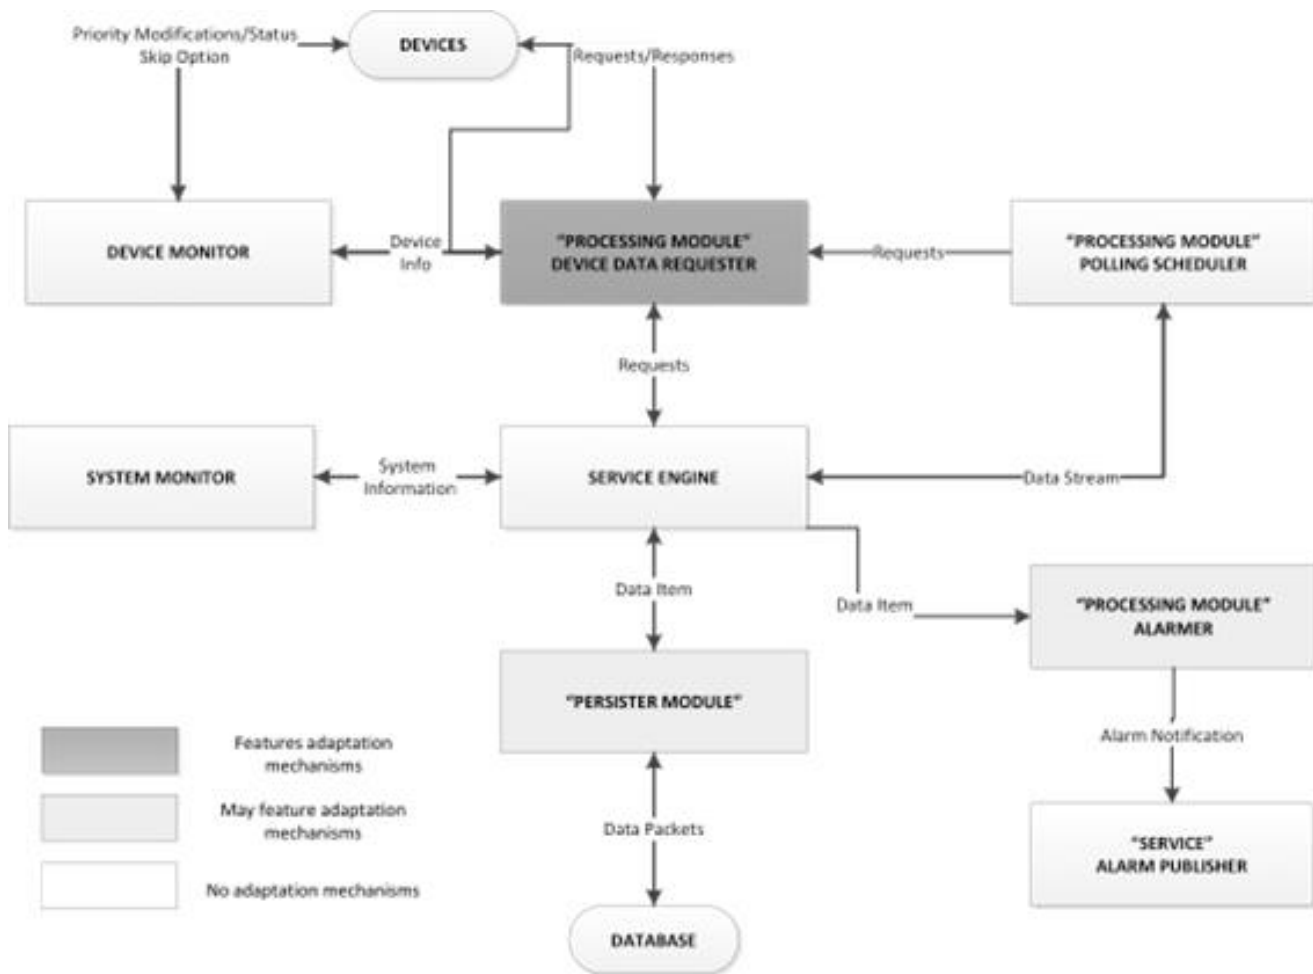 Priority Modifications/Status
Skip Option
DEVICES
Requests/Responses
DEVICE MONITOR
Device
Info
"PROCESSING MODULE"
DEVICE DATA REQUESTER
Requests
"PROCESSING MODULE"
POLLING SCHEDULER
Requests
SYSTEM MONITOR
System
Information
SERVICE ENGINE
Data Stream
Data Item
Data Item
"PROCESSING MODULE"
ALARMER
"PERSISTER MODULE"
Alarm Notification
Features adaptation
mechanisms
May feature adaptation
mechanisms
No adaptation mechanisms
Data Packets
"SERVICE"
ALARM PUBLISHER
DATABASE